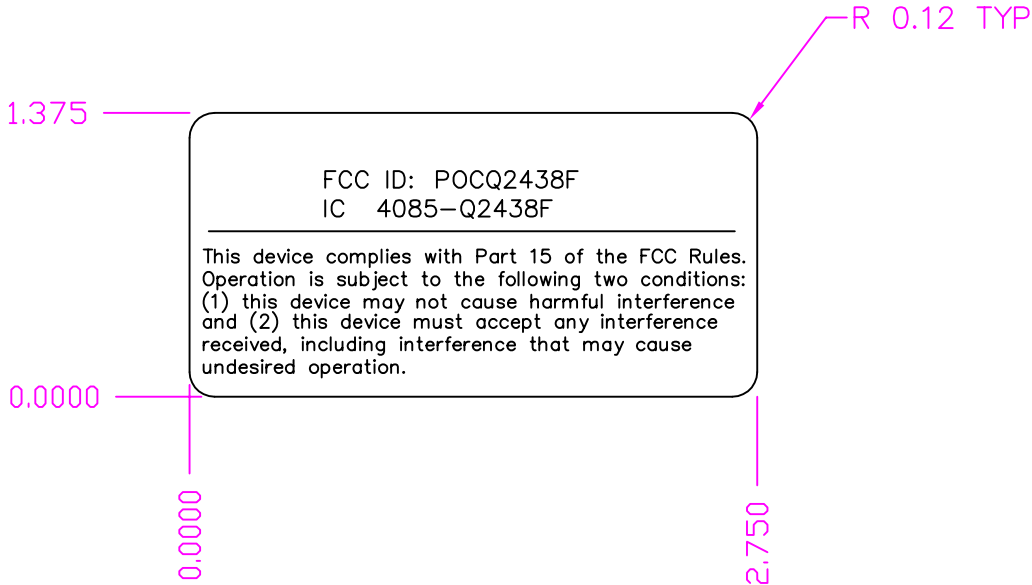 R 0.12 TYP
1.375
FCC ID: POCQ2438F
IC 4085-Q2438F
This device complies with Part 15 of the FCC Rules.
Operation is subject to the following two conditions:
(1) this device may not cause harmful interference
and (2) this device must accept any interference
received, including interference that may cause
undesired operation.
0.0000
0.0000
2.750